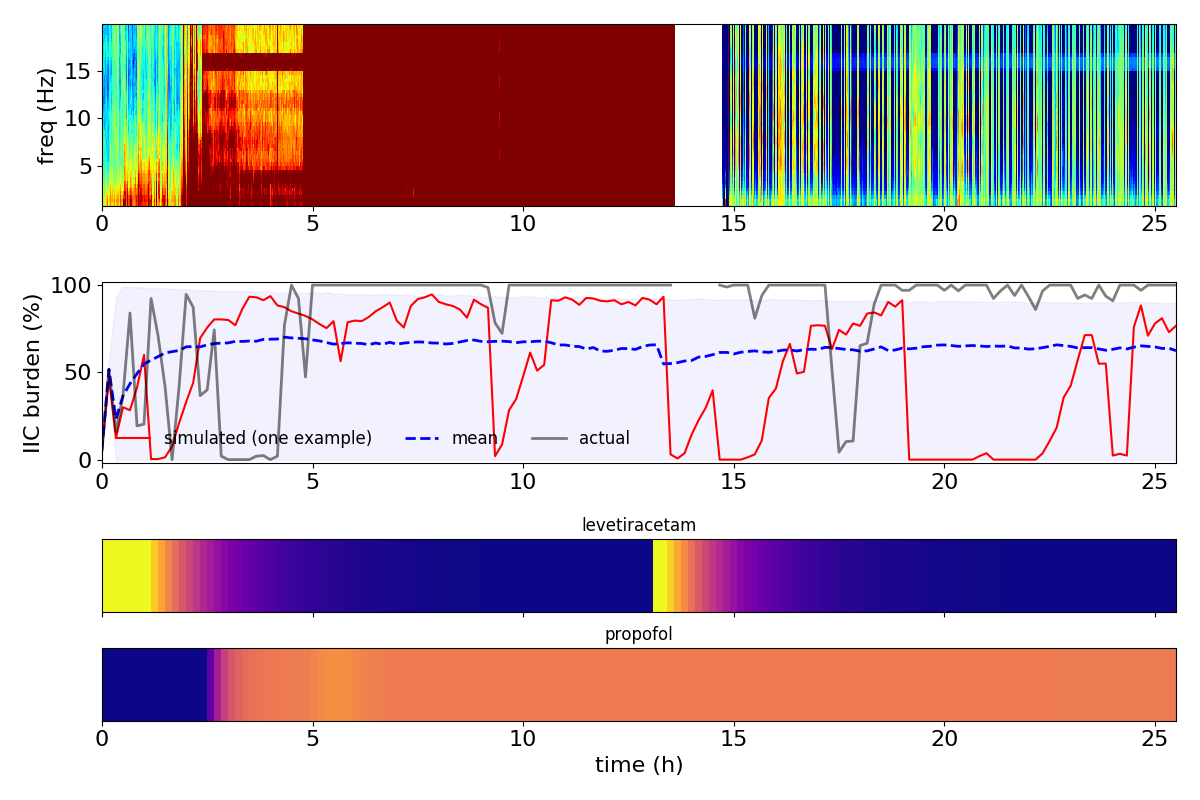 freq (Hz)
15
10
5
0 5 10 15 20 25
IIC burden (%)
100
50
0
simulated (one example) mean actual
0 5 10 15 20 25
levetiracetam
propofol
0 5 10 15 20 25
time (h)